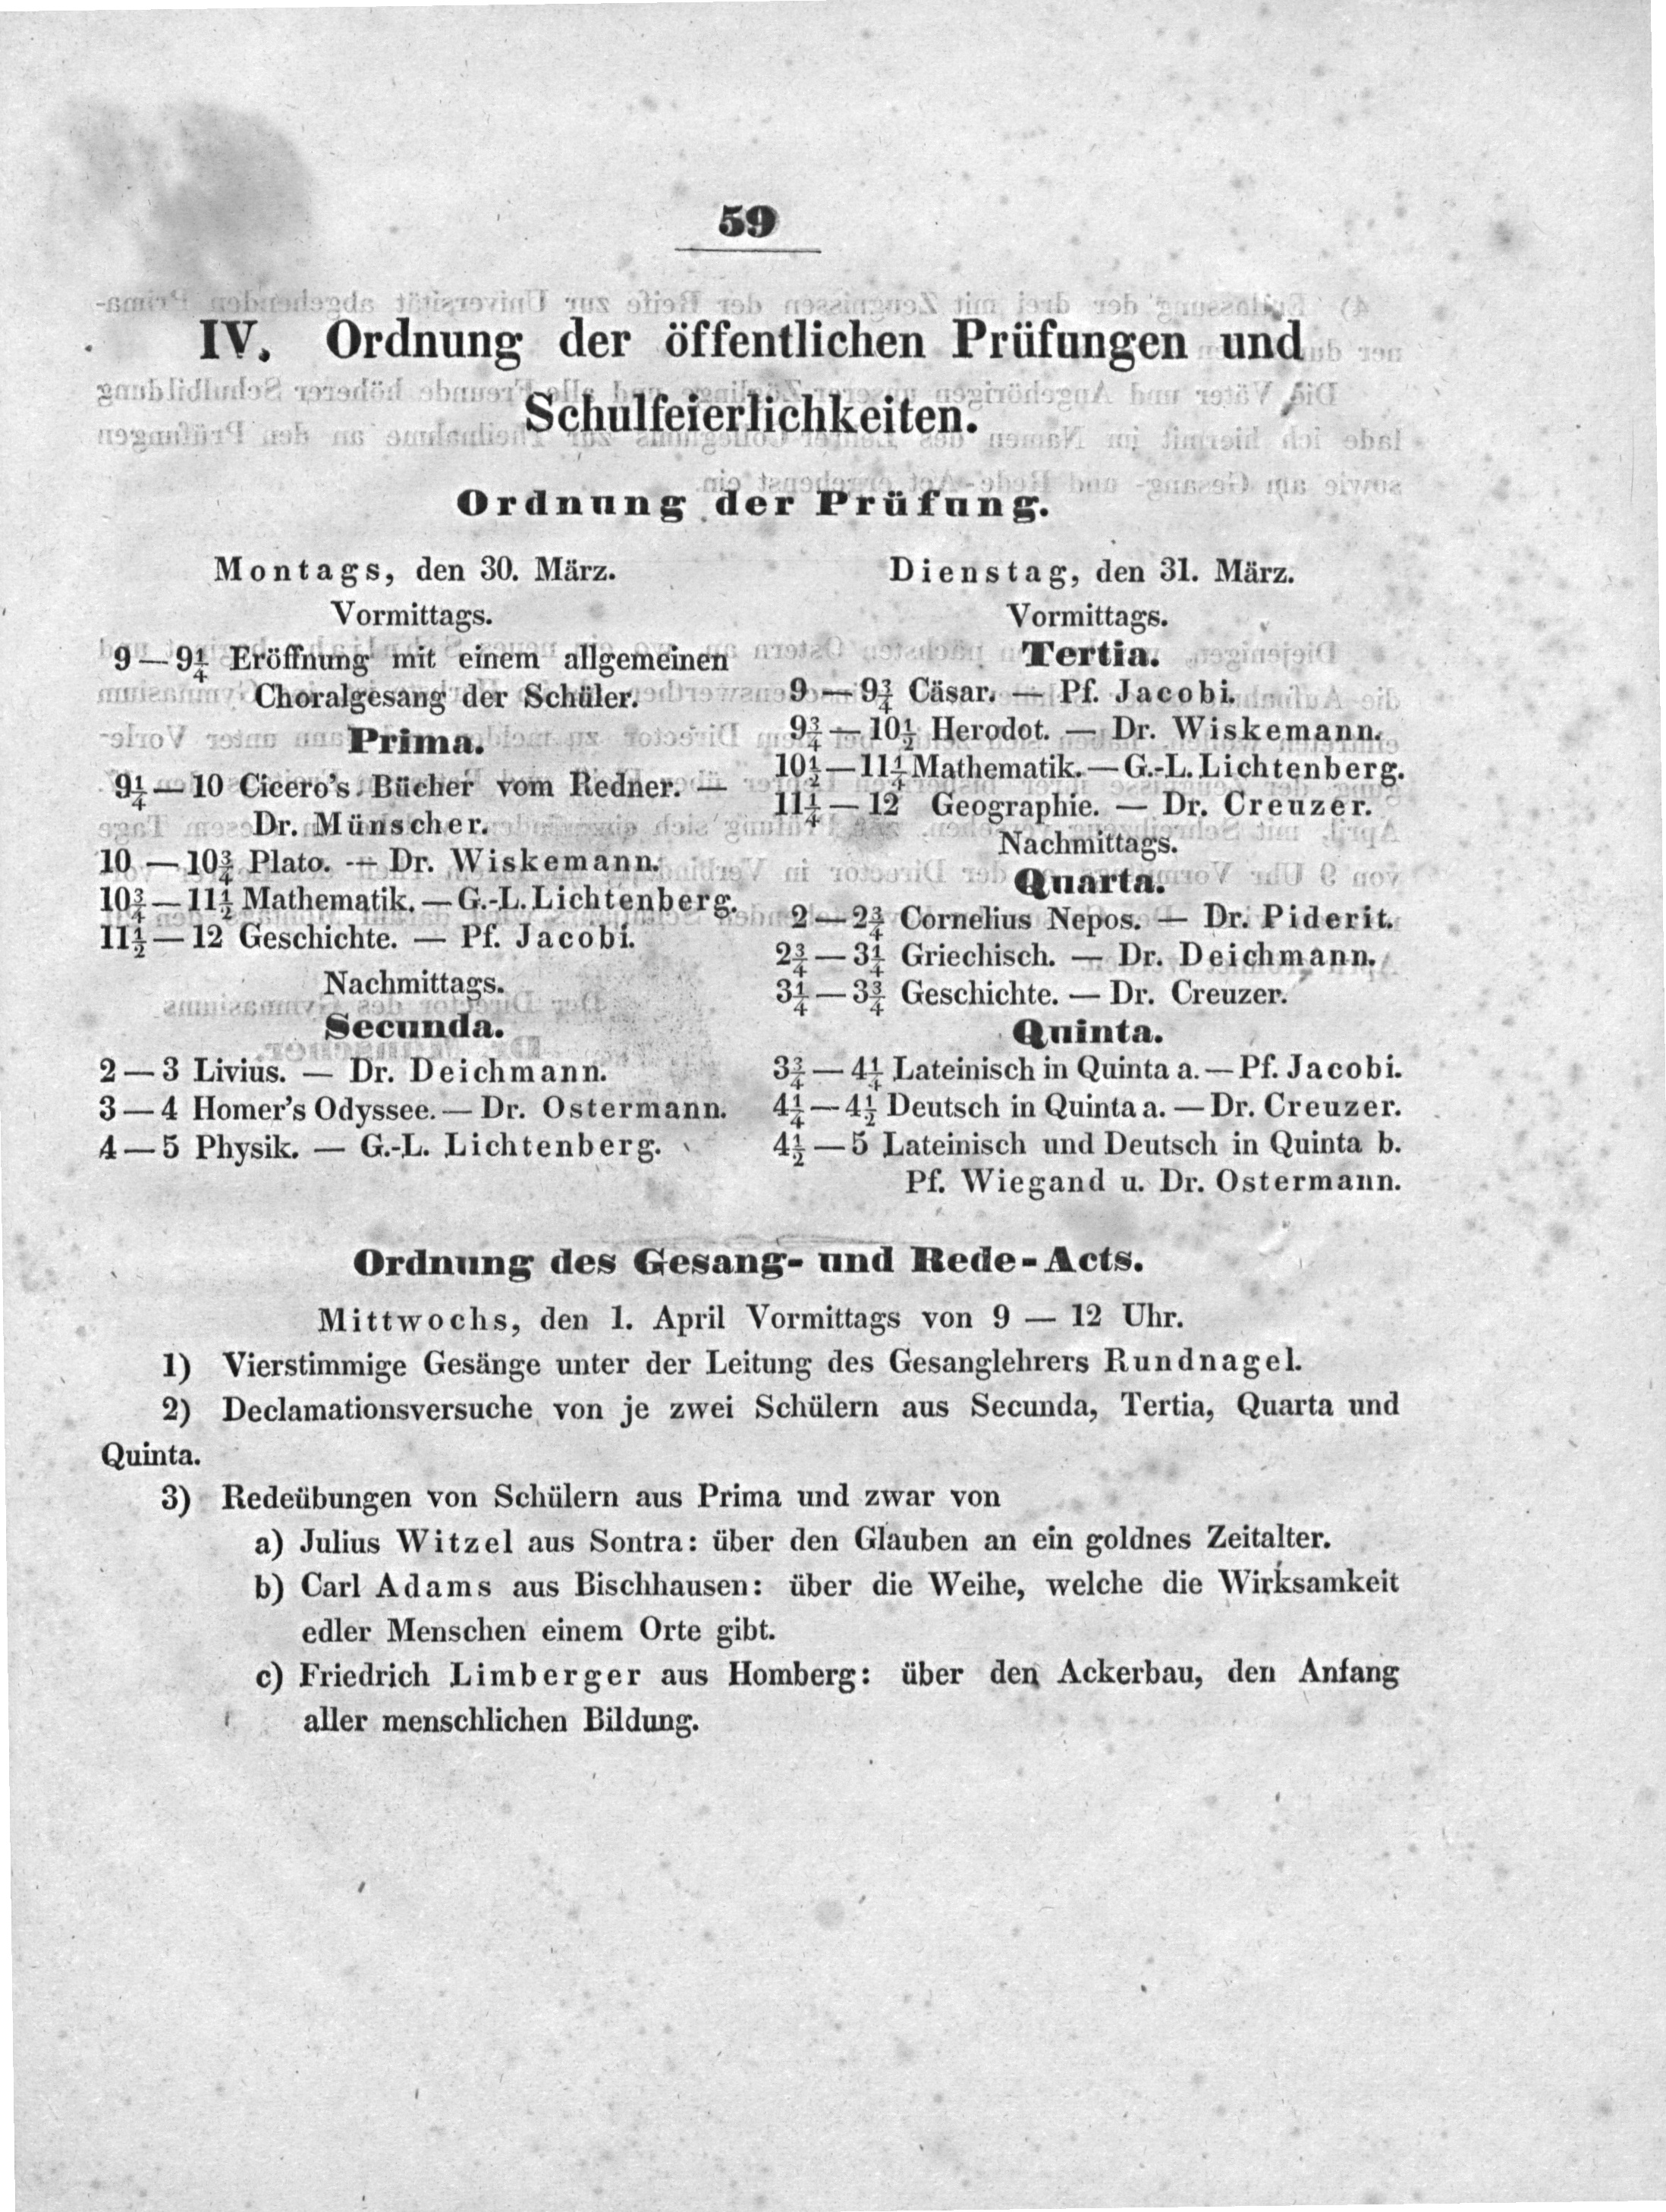 59
IV. Ordnung der öffentlichen Prüfungen und
Schulfeierlichkeiten.
Ordnung der Prüfung.
Montags, den 30. März.
Vormittags.
9 — 9¼ Eröffnung mit einem allgemeinen
Choralgesang der Schüler.
Prima.
9¼ — 10 Cicero's Bücher vom Redner. —
Dr. Münscher.
10 — 10¾ Plato. — Dr. Wiskemann.
10¾ — 11½ Mathematik. — G.-L. Lichtenberg.
11½ — 12 Geschichte. — Pf. Jacobi.
Nachmittags.
Secunda.
2 — 3 Livius. — Dr. Deichmann.
3 — 4 Homer's Odyssee. — Dr. Ostermann.
4 — 5 Physik. — G.-L. Lichtenberg.
Dienstag, den 31. März.
Vormittags.
Tertia.
9 — 9¾ Cäsar. — Pf. Jacobi.
9¾ — 10½ Herodot. — Dr. Wiskemann.
10½ — 11¼ Mathematik. — G.-L. Lichtenberg.
11¼ — 12 Geographie. — Dr. Creuzer.
Nachmittags.
Quarta.
2 — 2¾ Cornelius Nepos. — Dr. Piderit.
2¾ — 3¼ Griechisch. — Dr. Deichmann.
3¼ — 3¾ Geschichte. — Dr. Creuzer.
Quinta.
3¾ — 4¼ Lateinisch in Quinta a. — Pf. Jacobi.
4¼ — 4½ Deutsch in Quinta a. — Dr. Creuzer.
4½ — 5 Lateinisch und Deutsch in Quinta b.
Pf. Wiegand u. Dr. Ostermann.
Ordnung des Gesang- und Rede-Acts.
Mittwochs, den 1. April Vormittags von 9 — 12 Uhr.
1) Vierstimmige Gesänge unter der Leitung des Gesanglehrers Rundnagel.
2) Declamationsversuche von je zwei Schülern aus Secunda, Tertia, Quarta und
Quinta.
3) Redeübungen von Schülern aus Prima und zwar von
a) Julius Witzel aus Sontra: über den Glauben an ein goldnes Zeitalter.
b) Carl Adams aus Bischhausen: über die Weihe, welche die Wirksamkeit
edler Menschen einem Orte gibt.
c) Friedrich Limberger aus Homberg: über den Ackerbau, den Anfang
aller menschlichen Bildung.